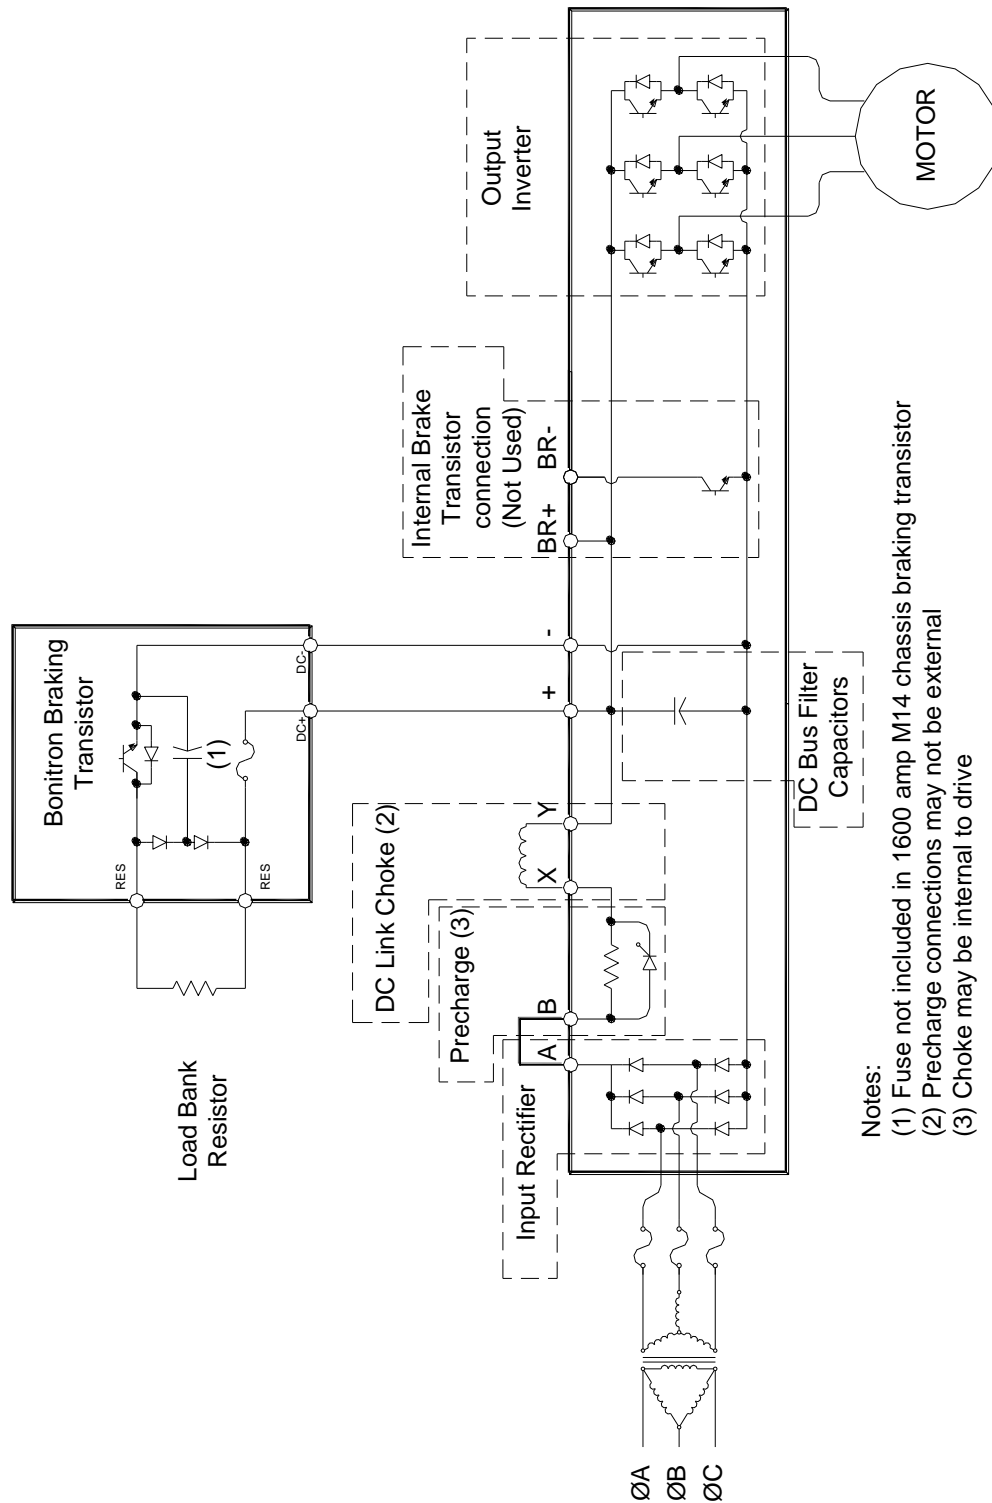 Bonitron Braking
Transistor
RES
RES
(1)
DC-
DC+
Load Bank
Resistor
Output
Inverter
Internal Brake
Transistor
connection
(Not Used)
BR+
BR-
-
+
DC Link Choke (2)
X
Y
Precharge (3)
A
B
Input Rectifier
DC Bus Filter
Capacitors
MOTOR
ØA
ØB
ØC
Notes:
(1) Fuse not included in 1600 amp M14 chassis braking transistor
(2) Precharge connections may not be external
(3) Choke may be internal to drive